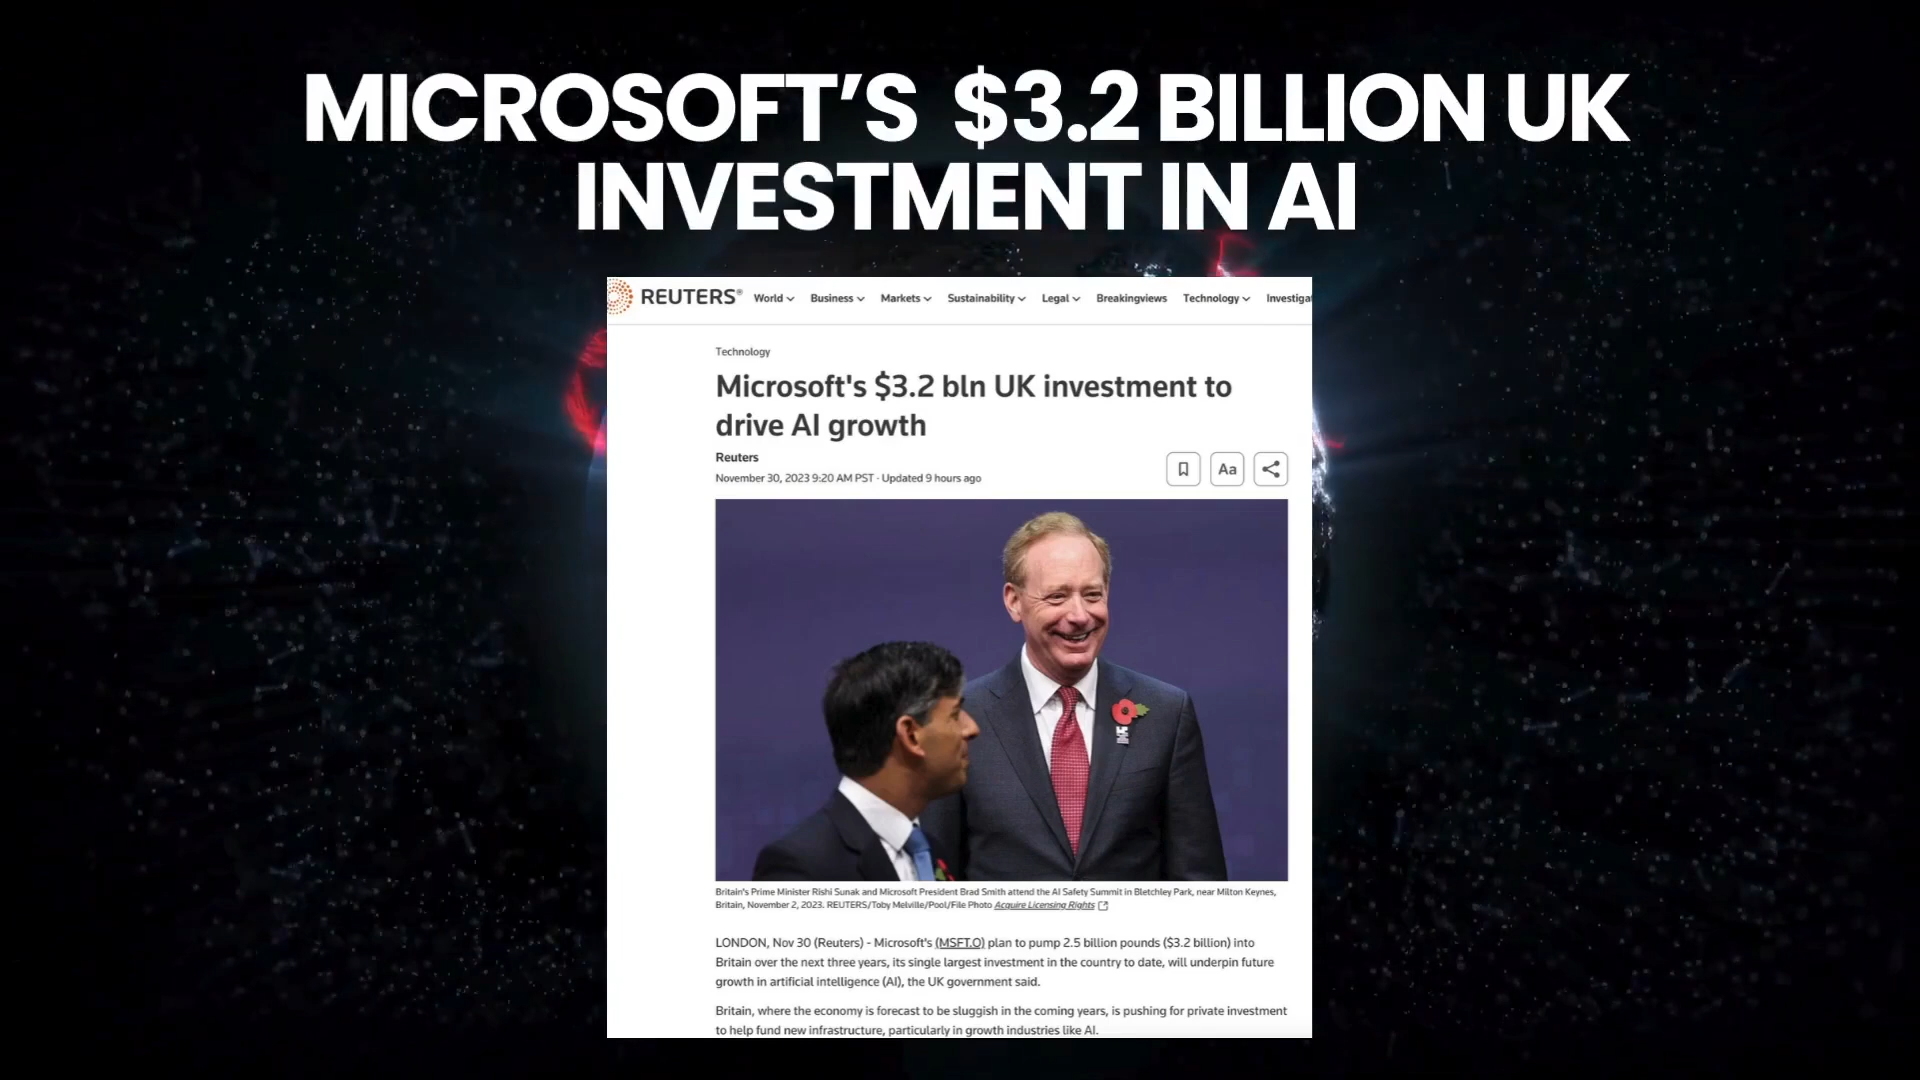 MICROSOFT’S $3.2 BILLION UK
INVESTMENT IN AI
REUTERS® World Business Markets Sustainability Legal Breakingviews Technology
Technology
Microsoft's $3.2 bln UK investment to
drive AI growth
Reuters
November 30, 2023 9:20 AM PST · Updated 9 hours ago
Aa
Britain's Prime Minister Rishi Sunak and Microsoft President Brad Smith attend the AI Safety Summit in Bletchley Park, near Milton Keynes,
Britain, November 2, 2023. REUTERS/Toby Melville/Pool/File Photo Acquire Licensing Rights
LONDON, Nov 30 (Reuters) - Microsoft's (MSFT.O) plan to pump 2.5 billion pounds ($3.2 billion) into
Britain over the next three years, its single largest investment in the country to date, will underpin future
growth in artificial intelligence (AI), the UK government said.
Britain, where the economy is forecast to be sluggish in the coming years, is pushing for private investment
to help fund new infrastructure, particularly in growth industries like AI.